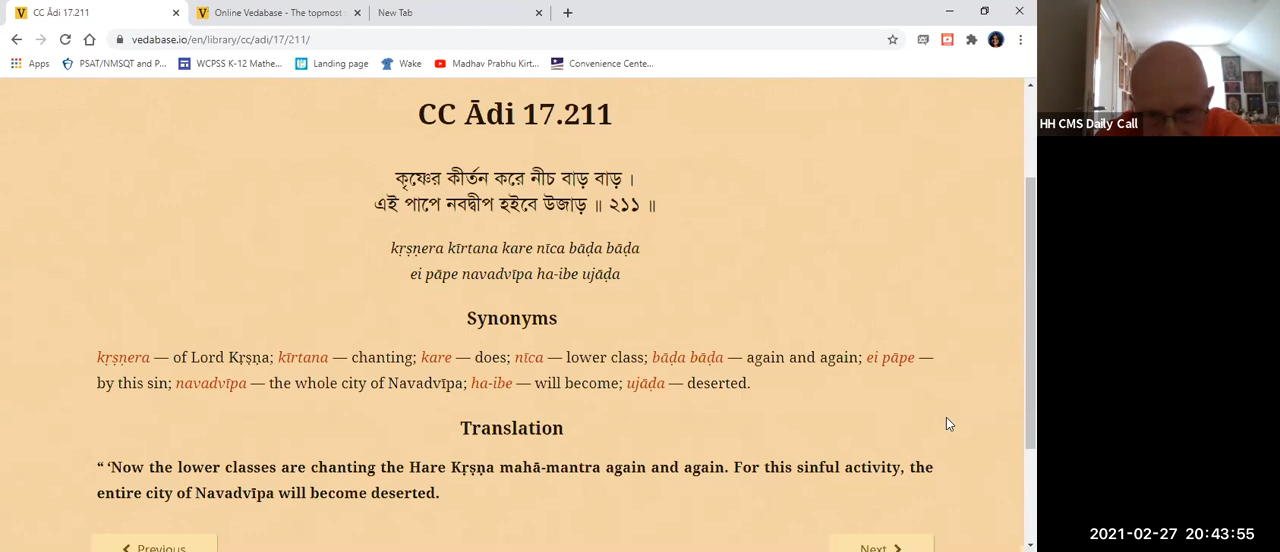 CC Ādi 17.211
Online Vedabase - The topmost
New Tab
vedabase.io/en/library/cc/adi/17/211/
Apps PSAT/NMSQT and P... WCPSS K-12 Mathe... Landing page Wake Madhav Prabhu Kirt... Convenience Cente...
HH CMS Daily Call
CC Ādi 17.211
কৃষ্ণের কীর্তন করে নীচ বাড় বাড় ।
এই পাপে নবদ্বীপ হইবে উজাড় ॥ ২১১ ॥
kṛṣṇera kīrtana kare nīca bāḍa bāḍa
ei pāpe navadvīpa ha-ibe ujāḍa
Synonyms
kṛṣṇera — of Lord Kṛṣṇa; kīrtana — chanting; kare — does; nīca — lower class; bāḍa bāḍa — again and again; ei pāpe —
by this sin; navadvīpa — the whole city of Navadvīpa; ha-ibe — will become; ujāḍa — deserted.
Translation
“ ‘Now the lower classes are chanting the Hare Kṛṣṇa mahā-mantra again and again. For this sinful activity, the
entire city of Navadvīpa will become deserted.
Previous
Next
2021-02-27 20:43:55